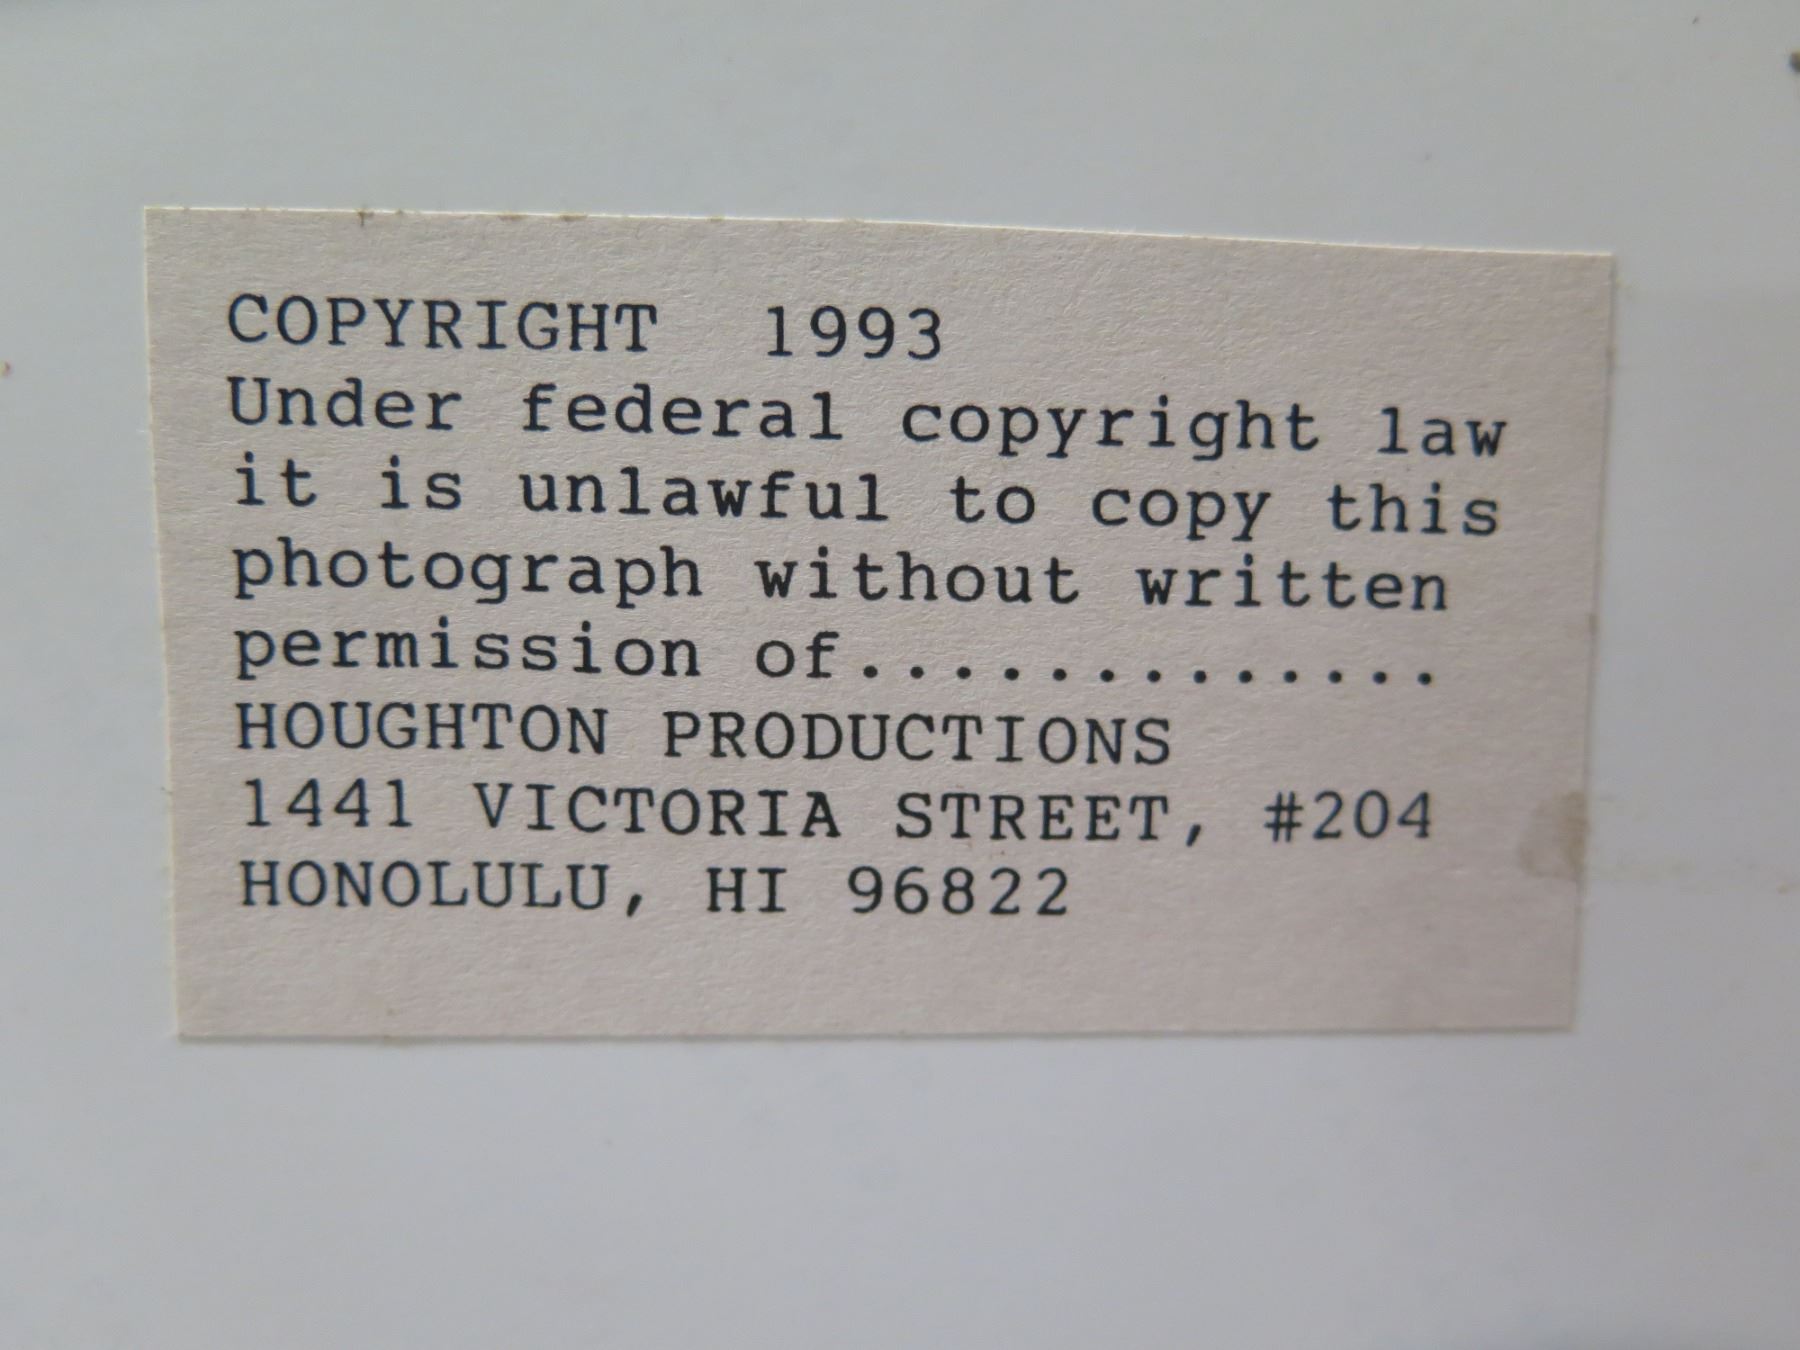 COPYRIGHT 1993
Under federal copyright law
it is unlawful to copy this
photograph without written
permission of..............
HOUGHTON PRODUCTIONS
1441 VICTORIA STREET, #204
HONOLULU, HI 96822